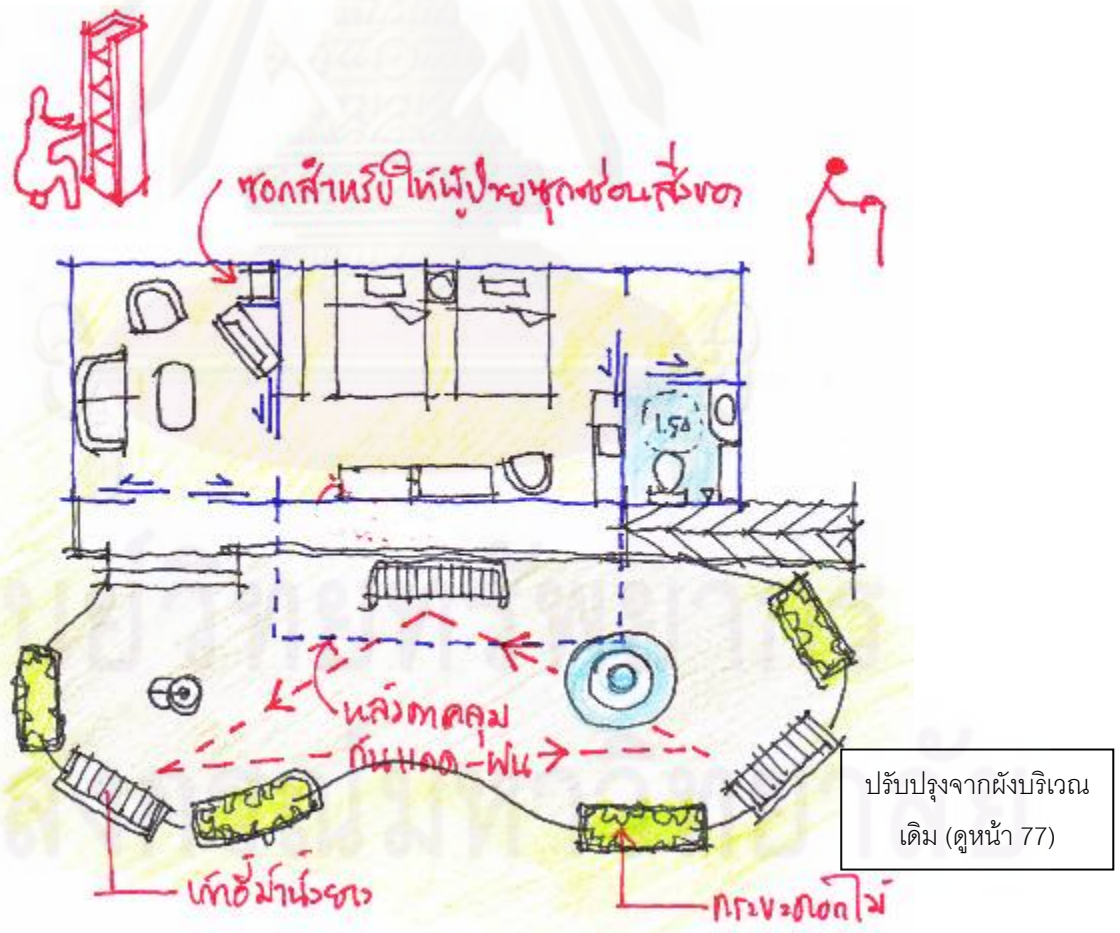 ซอกสำหรับให้ผู้ป่วยซุกซ่อนสิ่งของ
1.50
หลังคาคลุม
กันแดด-ฝน
ปรับปรุงจากผังบริเวณ
เดิม (ดูหน้า 77)
เก้าอี้ม้านั่งยาว
กระบะดอกไม้